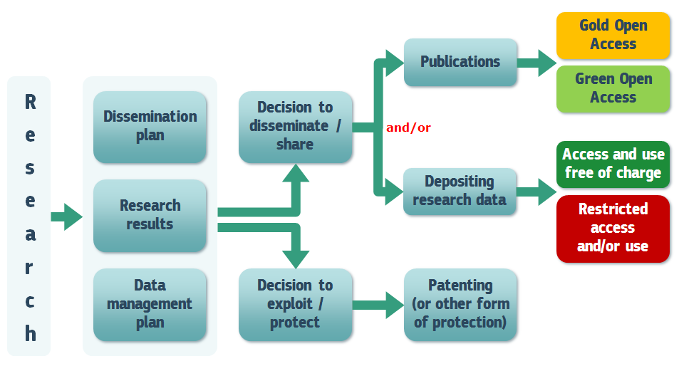 Research
Dissemination
plan
Research
results
Data
management
plan
Decision to
disseminate /
share
Decision to
exploit /
protect
and/or
Publications
Depositing
research data
Patenting
(or other form
of protection)
Gold Open
Access
Green Open
Access
Access and use
free of charge
Restricted
access
and/or use